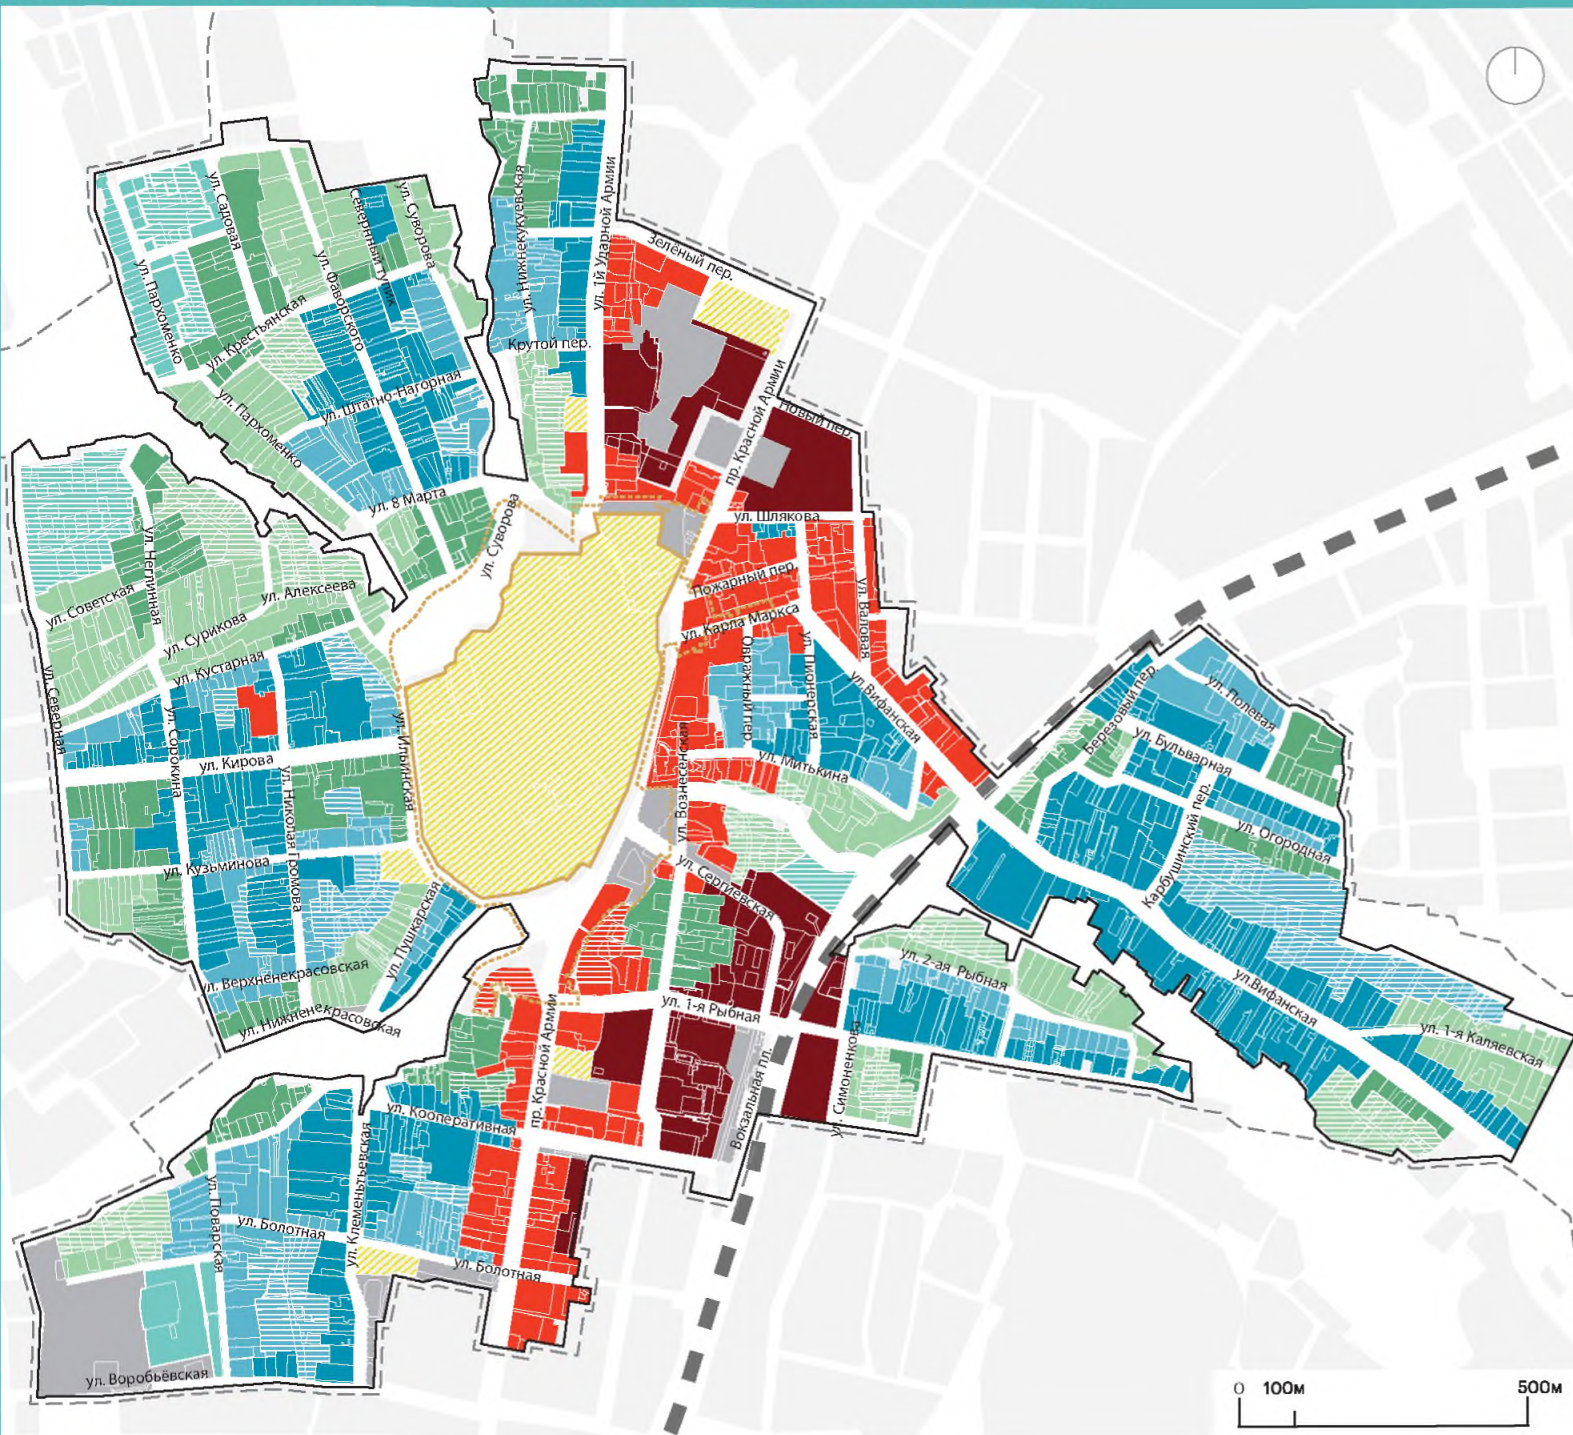 Зелёный пер.
ул. 1й Ударной Армии
ул. Нижнекукуевская
Крутой пер.
ул. Садовая
ул. Фаворского
Северный тупик
ул. Суворова
ул. Пархоменко
ул. Крестьянская
ул. Штатно-Нагорная
ул. Пархоменко
ул. 8 Марта
ул. Суворова
пр. Красной Армии
Новый пер.
ул. Шлякова
Пожарный пер.
ул. Карла Маркса
ул. Валовая
Овражный пер
ул. Пионерская
ул.Вифанская
ул. Митькина
ул. Вознесенская
ул. Неглинная
ул. Советская
ул. Сурикова
ул. Алексеева
ул. Кустарная
ул. Северная
ул. Сорокина
ул. Кирова
ул. Николая Громова
ул. Ильинская
ул. Кузьминова
ул. Пушкарская
ул. Верхненекрасовская
ул. Нижненекрасовская
ул. Сергиевская
ул. 1-я Рыбная
ул. 2-ая Рыбная
ул. Симоненкова
Вокзальная пл.
пр. Красной Армии
Березовый пер.
ул. Полевая
ул. Бульварная
ул. Огородная
Карбушинский пер.
ул.Вифанская
ул. 1-я Каляевская
ул. Кооперативная
ул. Клементьевская
ул. Поварская
ул. Болотная
ул. Болотная
ул. Воробьёвская
0 100м 500м